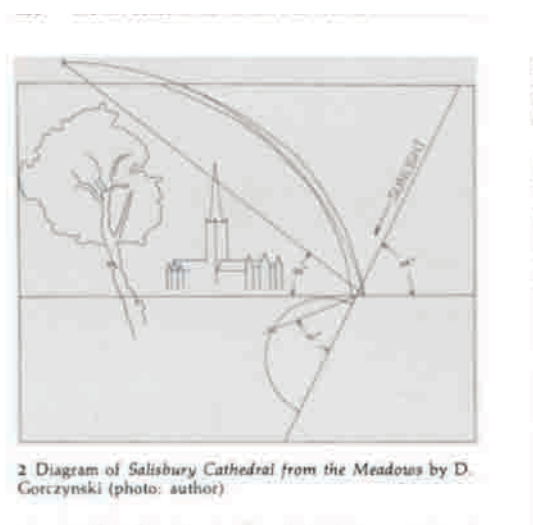 SUNLIGHT
2 Diagram of Salisbury Cathedral from the Meadows by D.
Gorczynski (photo: author)